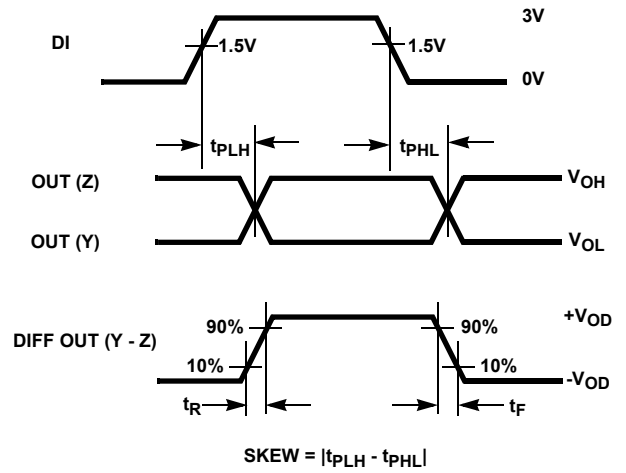 3V
DI
1.5V
1.5V
0V
tPLH
tPHL
OUT (Z)
VOH
OUT (Y)
VOL
+VOD
90%
90%
DIFF OUT (Y - Z)
10%
10%
-VOD
tR
tF
SKEW = |tPLH - tPHL|